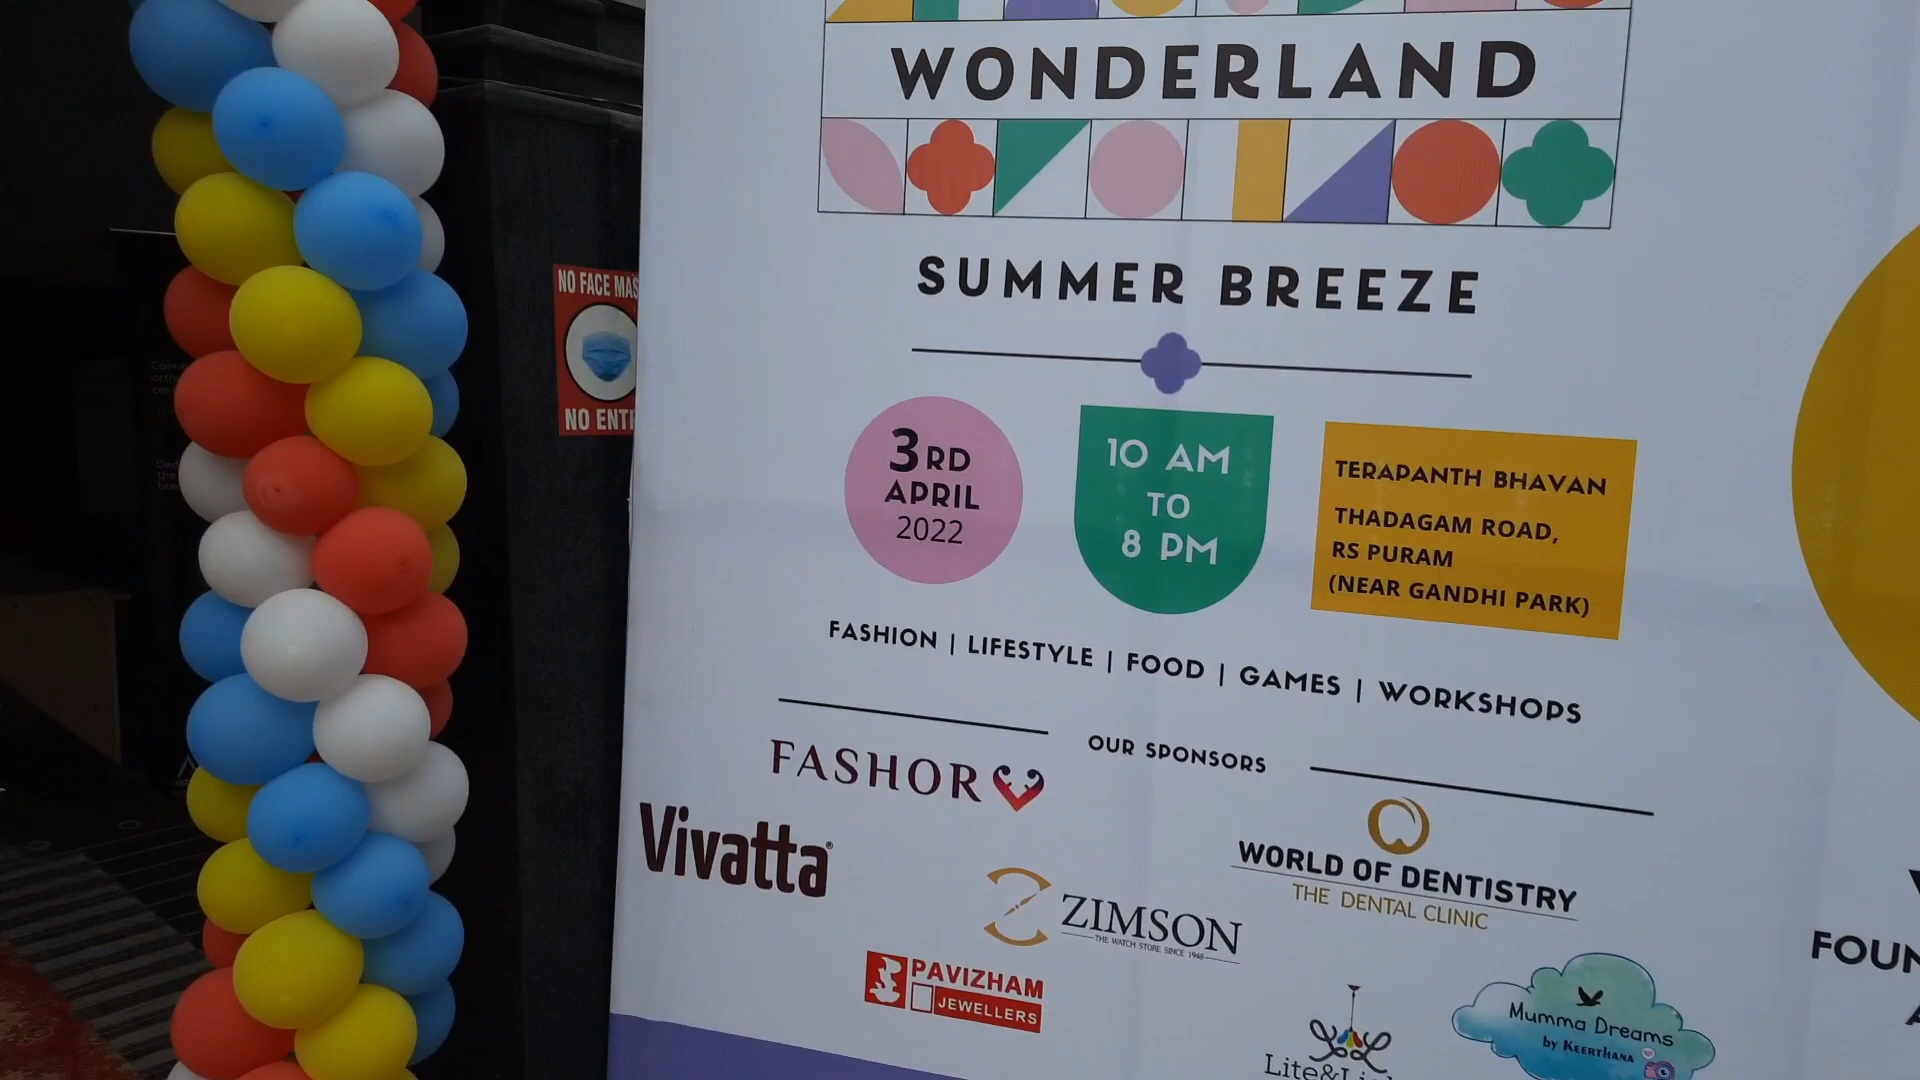 WONDERLAND
SUMMER BREEZE
NO FACE
NO
3RD
APRIL
2022
10 AM
TO
8 PM
TERAPANTH BHAVAN
THADAGAM ROAD,
RS PURAM
(NEAR GANDHI PARK)
FASHION | LIFESTYLE | FOOD | GAMES | WORKSHOPS
OUR SPONSORS
FASHOR
Vivatta®
ZIMSON
THE WATCH STORE SINCE 1948
WORLD OF DENTISTRY
THE DENTAL CLINIC
PAVIZHAM
JEWELLERS
Mumma Dreams
by KEERTHANA